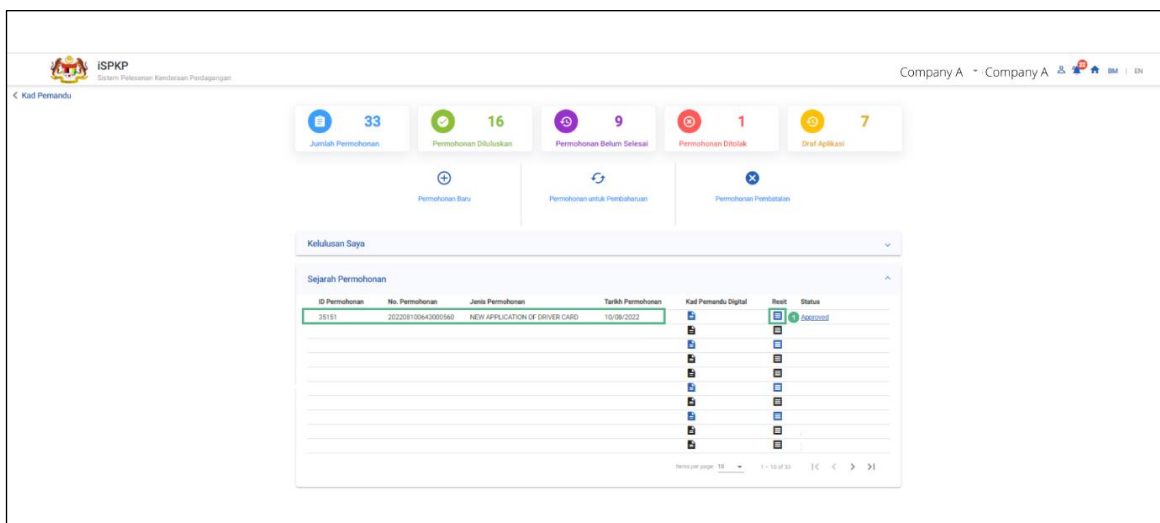 iSPKP
Sistem Pelesenan Kenderaan Perdagangan
Company A Company A 22 BM | EN
Kad Pemandu
33 16 9 1 7
Jumlah Permohonan Permohonan Diluluskan Permohonan Belum Selesai Permohonan Ditolak Draf Aplikasi
Permohonan Baru Permohonan untuk Pembaharuan Permohonan Pembatalan
Kelulusan Saya
Sejarah Permohonan
ID Permohonan No. Permohonan Jenis Permohonan Tarikh Permohonan Kad Pemandu Digital Resit Status
35151 202208100643000560 NEW APPLICATION OF DRIVER CARD 10/08/2022 1 Approved
Items per page: 10 1 – 10 of 33